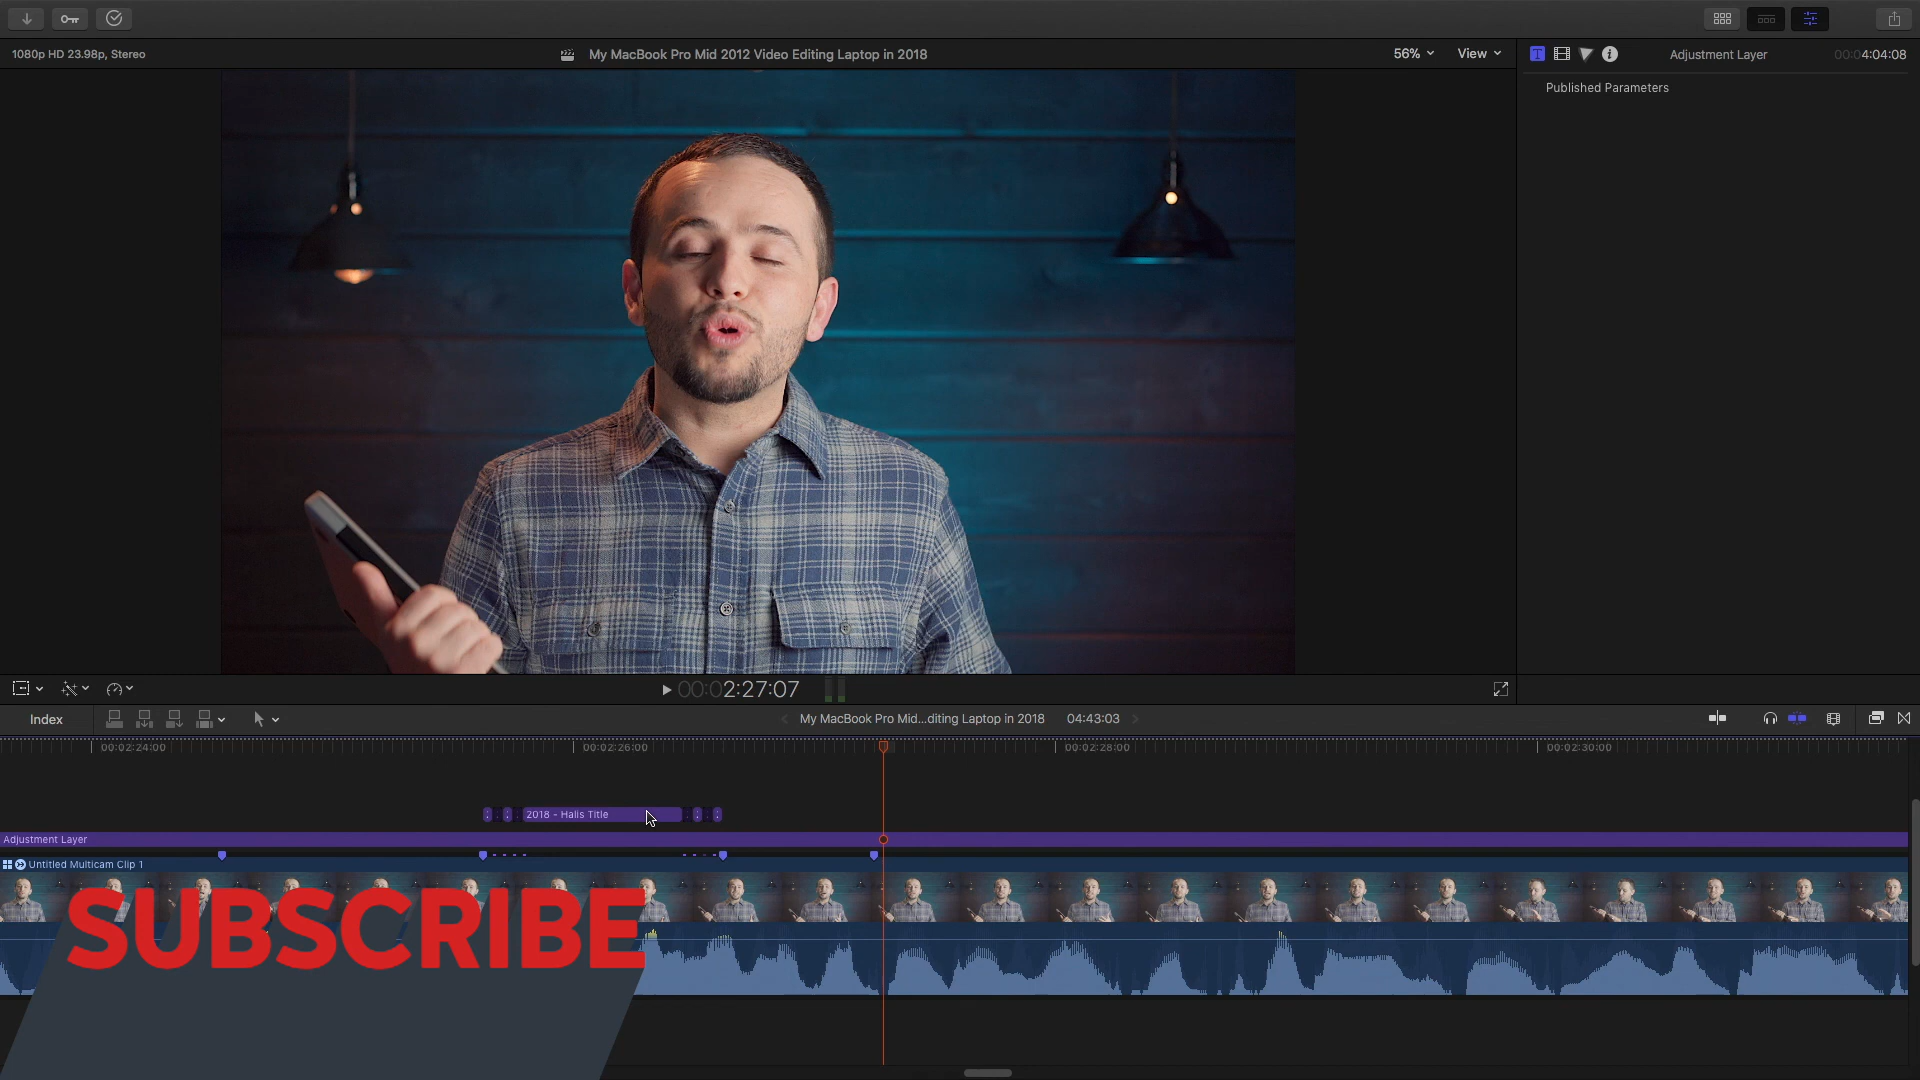 1080p HD 23.98p, Stereo
My MacBook Pro Mid 2012 Video Editing Laptop in 2018
56%
View
Adjustment Layer
00:04:04:08
Published Parameters
00:02:27:07
Index
My MacBook Pro Mid...diting Laptop in 2018
04:43:03
00:02:24:00
00:02:26:00
00:02:28:00
00:02:30:00
2018 - Halis Title
Adjustment Layer
Untitled Multicam Clip 1
SUBSCRIBE